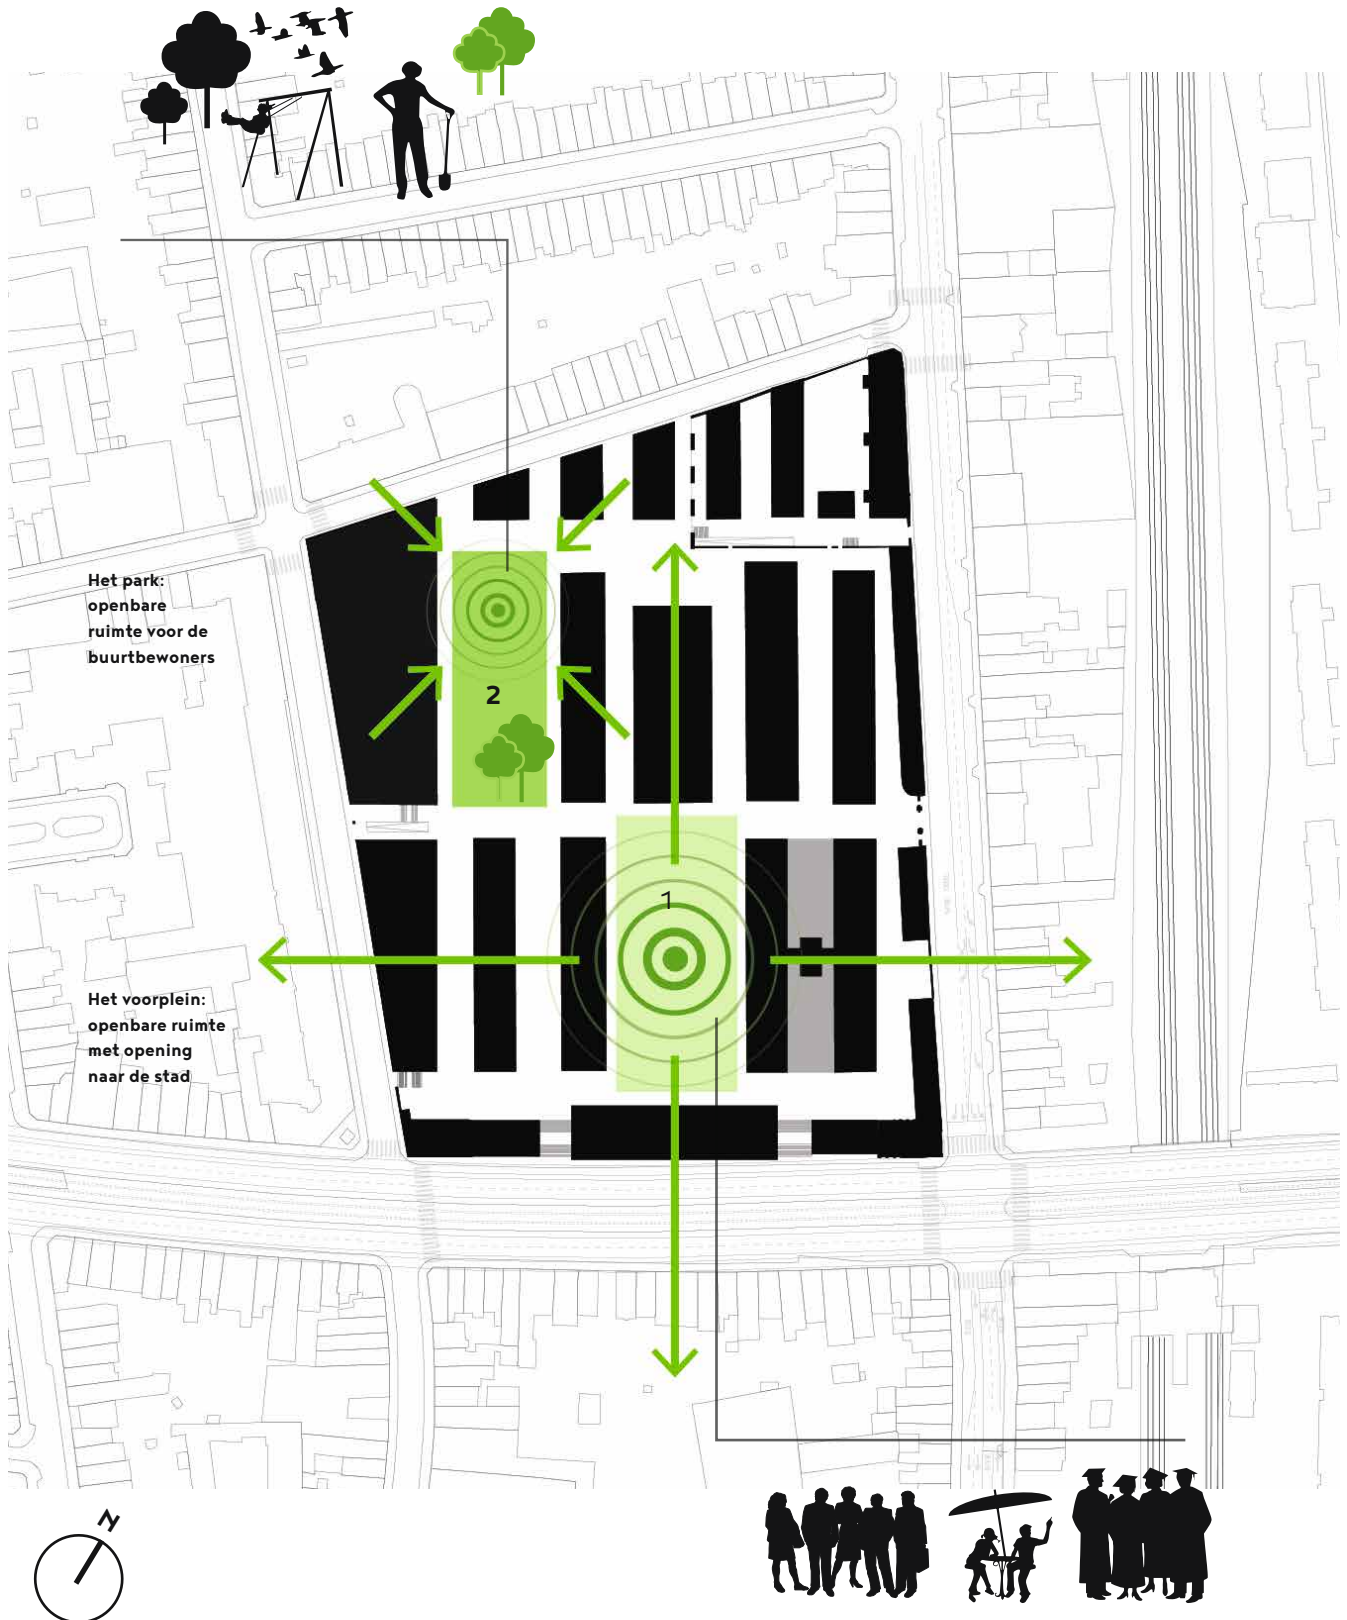 N
Het park:
openbare
ruimte voor de
buurtbewoners
2
1
Het voorplein:
openbare ruimte
met opening
naar de stad